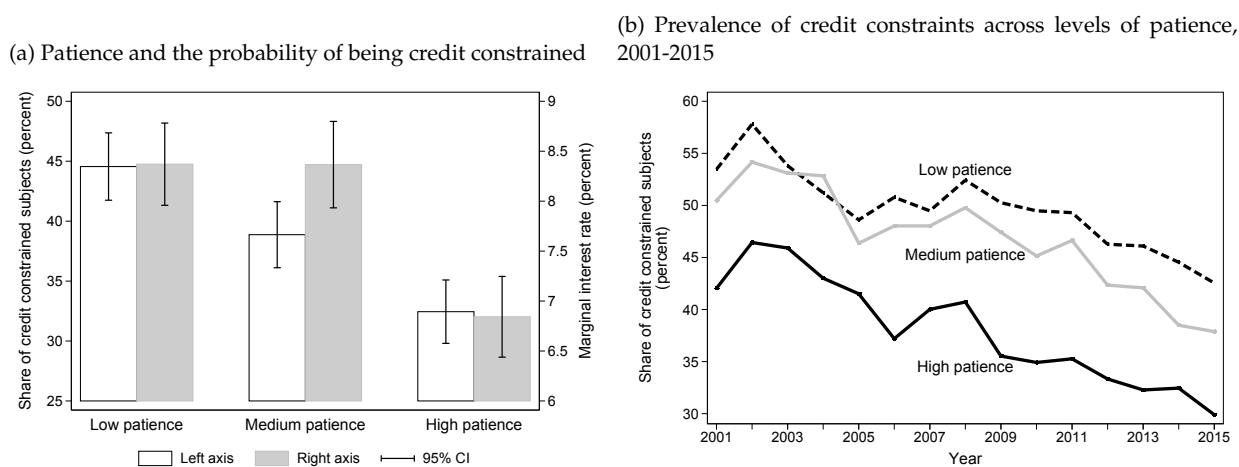 (a) Patience and the probability of being credit constrained
50
45
40
35
30
25
Share of credit constrained subjects (percent)
9
8.5
8
7.5
7
6.5
6
Marginal interest rate (percent)
Low patience
Medium patience
High patience
Left axis
Right axis
95% CI
(b) Prevalence of credit constraints across levels of patience,
2001-2015
60
55
50
45
40
35
30
Share of credit constrained subjects
(percent)
Low patience
Medium patience
High patience
2001
2003
2005
2007
2009
2011
2013
2015
Year